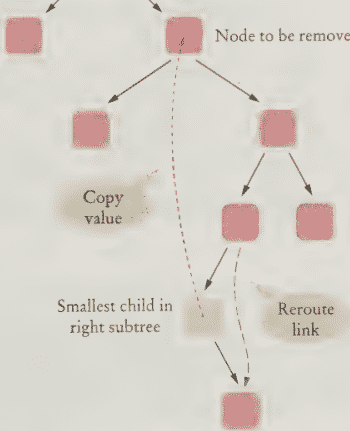 Node to be remove
Copy
value
Smallest child in
right subtree
Reroute
link